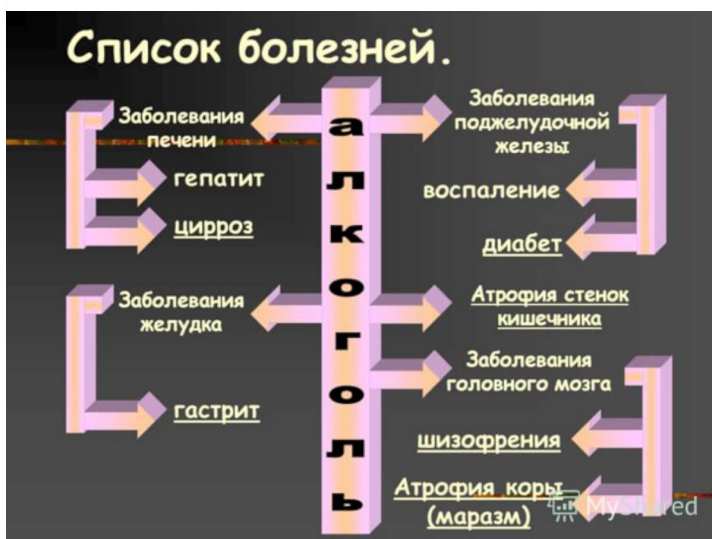 Список болезней.
Заболевания
печени
гепатит
цирроз
Заболевания
желудка
гастрит
алкоголь
Заболевания
поджелудочной
железы
воспаление
диабет
Атрофия стенок
кишечника
Заболевания
головного мозга
шизофрения
Атрофия коры
(маразм)
MyShared